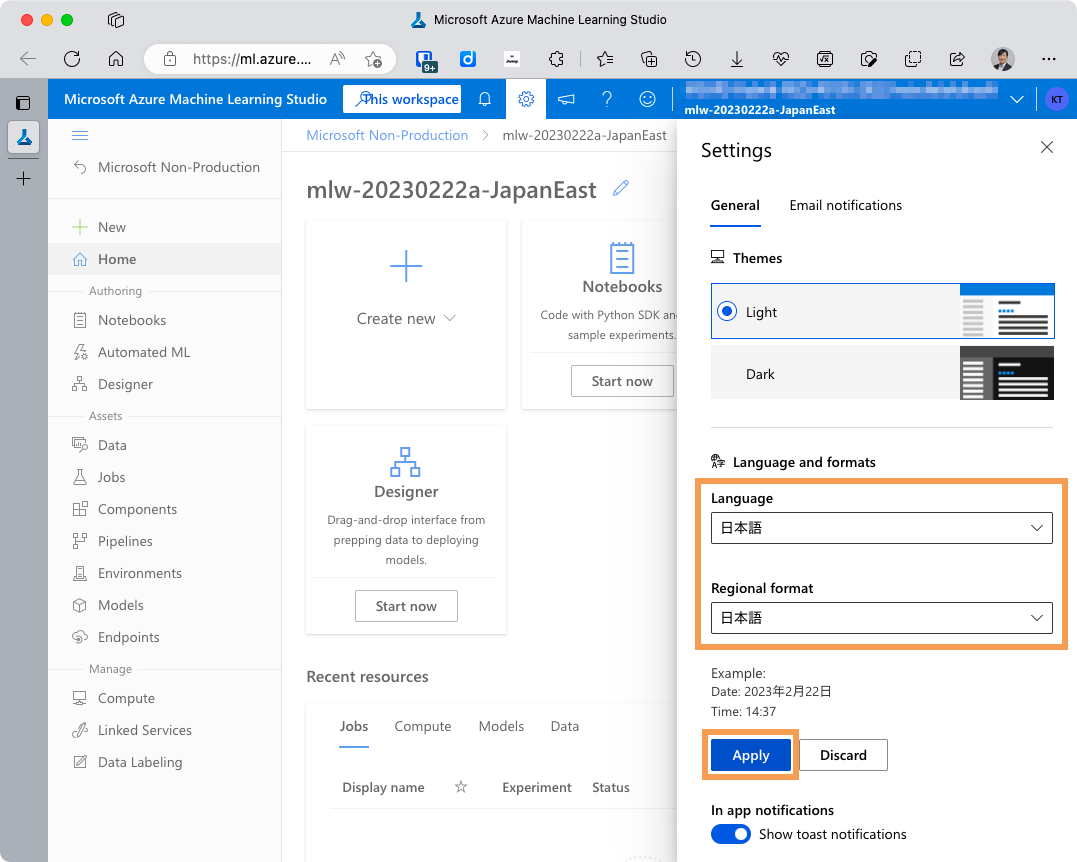 Microsoft Azure Machine Learning Studio
https://ml.azure....
9+
Microsoft Azure Machine Learning Studio
This workspace
mlw-20230222a-JapanEast
KT
Microsoft Non-Production
New
Home
Authoring
Notebooks
Automated ML
Designer
Assets
Data
Jobs
Components
Pipelines
Environments
Models
Endpoints
Manage
Compute
Linked Services
Data Labeling
Microsoft Non-Production > mlw-20230222a-JapanEast
mlw-20230222a-JapanEast
Create new
Notebooks
Code with Python SDK and
sample experiments.
Start now
Designer
Drag-and-drop interface from
prepping data to deploying
models.
Start now
Recent resources
Jobs Compute Models Data
Display name Experiment Status
Settings
General Email notifications
Themes
Light
Dark
Language and formats
Language
日本語
Regional format
日本語
Example:
Date: 2023年2月22日
Time: 14:37
Apply Discard
In app notifications
Show toast notifications